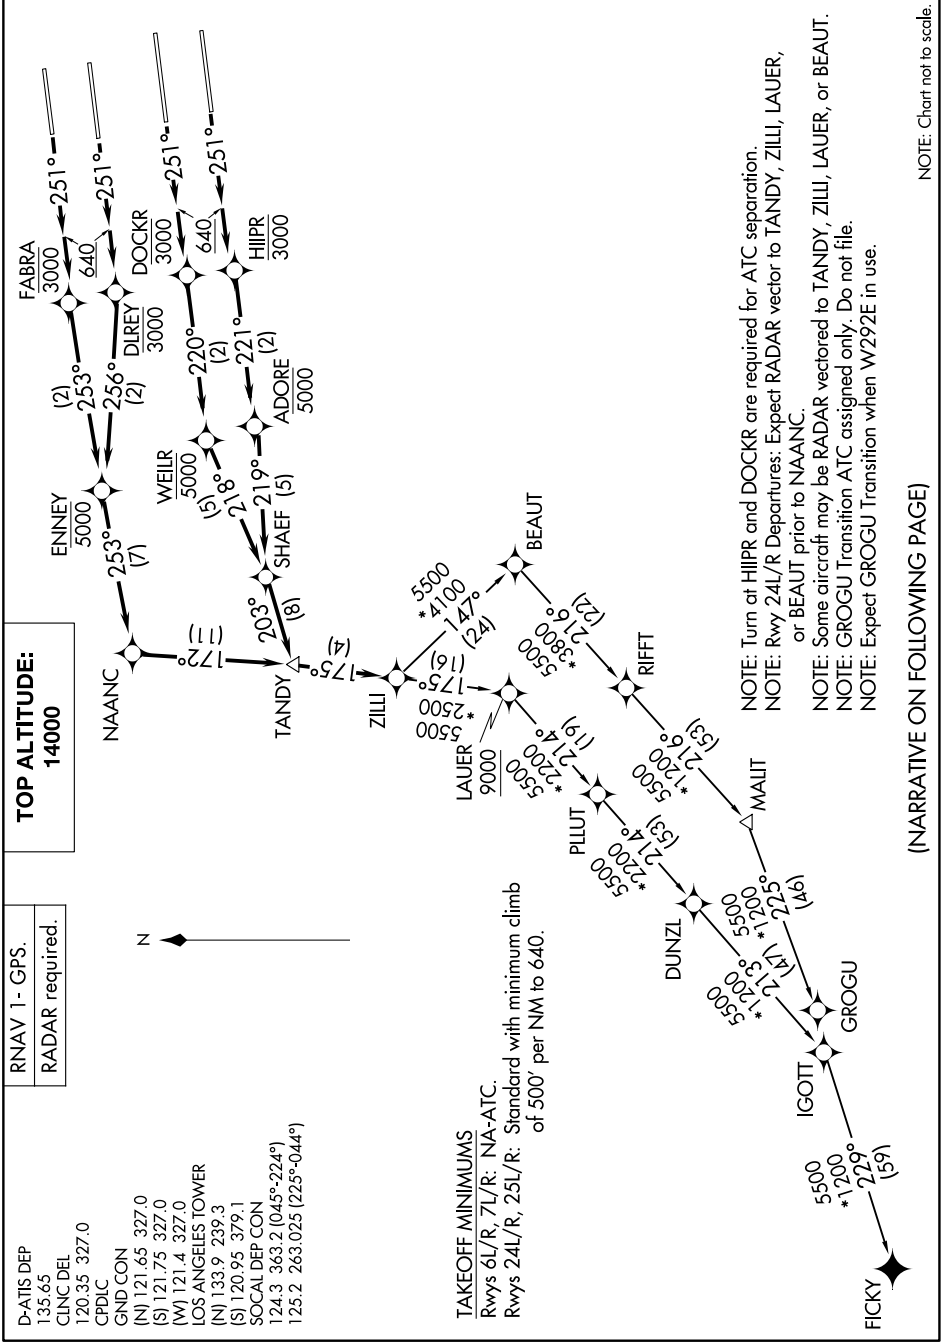 RNAV 1 - GPS.
RADAR required.
TOP ALTITUDE:
14000
D-ATIS DEP
135.65
CLNC DEL
120.35 327.0
CPDLC
GND CON
(N) 121.65 327.0
(S) 121.75 327.0
(W) 121.4 327.0
LOS ANGELES TOWER
(N) 133.9 239.3
(S) 120.95 379.1
SOCAL DEP CON
124.3 363.2 (045°-224°)
125.2 263.025 (225°-044°)
N
TAKEOFF MINIMUMS
Rwys 6L/R, 7L/R: NA-ATC.
Rwys 24L/R, 25L/R: Standard with minimum climb
of 500' per NM to 640.
251°
251°
251°
251°
FABRA
3000
640
DLREY
3000
DOCKR
3000
640
HIIPR
3000
(2)
253°
256°
(2)
220°
(2)
221°
(2)
ENNEY
5000
WEILR
5000
ADORE
5000
253°
(7)
(5)
218°
219°
(5)
SHAEF
NAANC
172°
(11)
203°
(8)
TANDY
175°
(4)
ZILLI
5500
*4100
147°
(24)
BEAUT
175°
(16)
5500
*2500
LAUER
9000
5500
*3800
216°
(22)
RIFFT
5500
*2200
214°
(19)
PLLUT
5500
*1200
216°
(53)
MALIT
5500
*2200
214°
(53)
DUNZL
5500
*1200
225°
(46)
GROGU
5500
*1200
213°
(47)
IGOTT
5500
*1200
229°
(59)
FICKY
NOTE: Turn at HIIPR and DOCKR are required for ATC separation.
NOTE: Rwy 24L/R Departures: Expect RADAR vector to TANDY, ZILLI, LAUER,
or BEAUT prior to NAANC.
NOTE: Some aircraft may be RADAR vectored to TANDY, ZILLI, LAUER, or BEAUT.
NOTE: GROGU Transition ATC assigned only. Do not file.
NOTE: Expect GROGU Transition when W292E in use.
NOTE: Chart not to scale.
(NARRATIVE ON FOLLOWING PAGE)